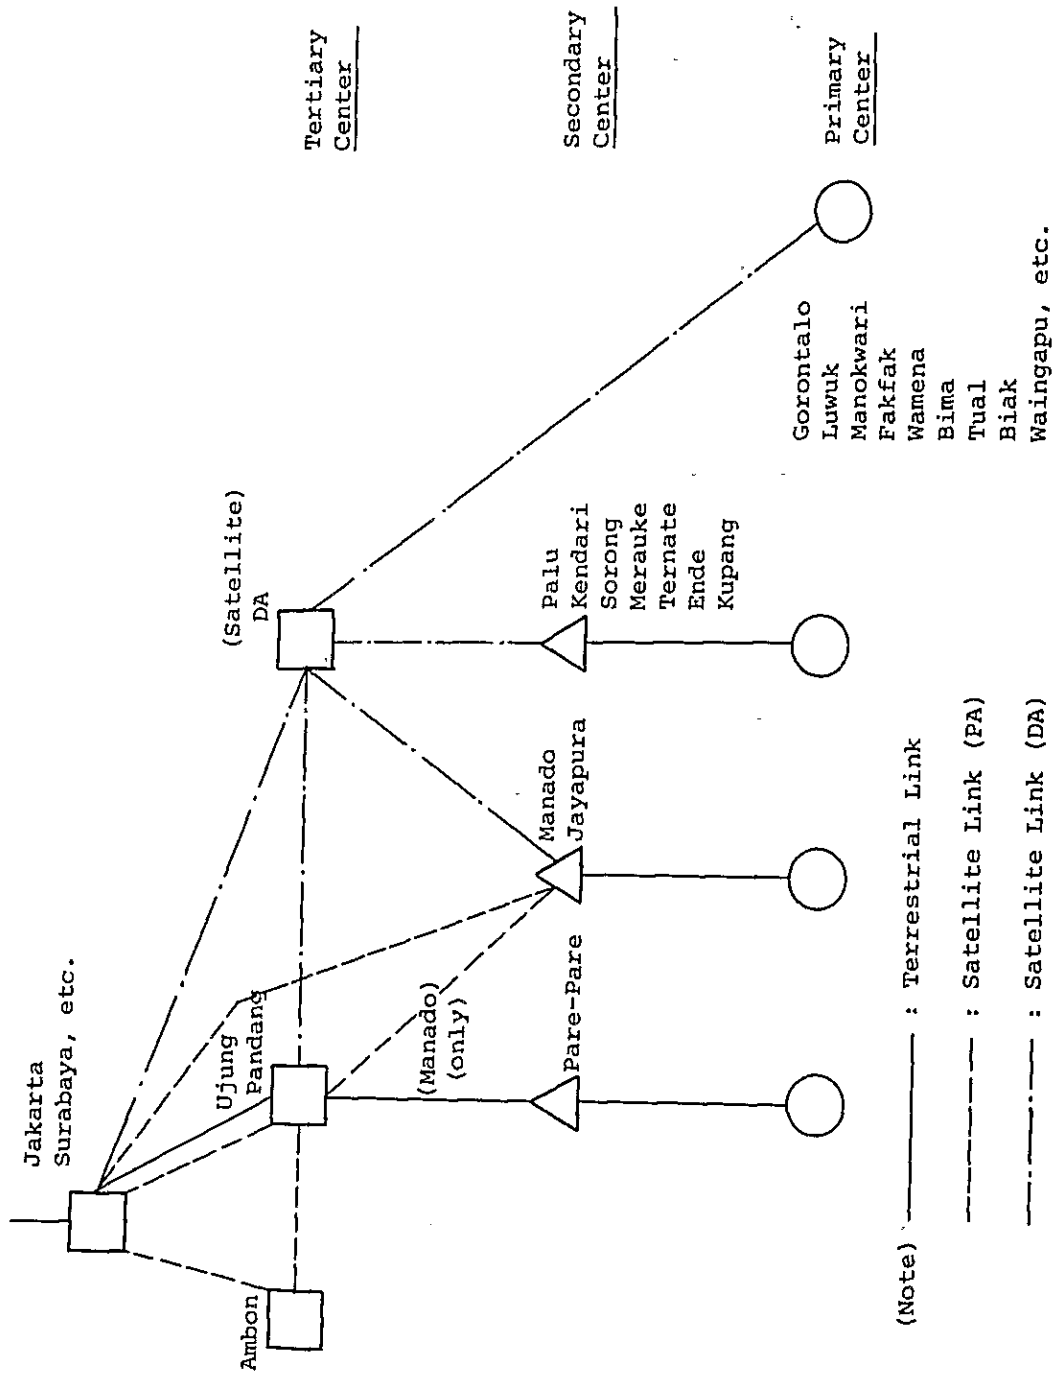 Jakarta
Surabaya, etc.
Tertiary
Center
(Satellite)
DA
Ambon
Ujung
Pandang
(Manado)
(only)
Secondary
Center
Pare-Pare
Manado
Jayapura
Palu
Kendari
Sorong
Merauke
Ternate
Ende
Kupang
Primary
Center
Gorontalo
Luwuk
Manokwari
Fakfak
Wamena
Bima
Tual
Biak
Waingapu, etc.
(Note) : Terrestrial Link
: Satellite Link (PA)
: Satellite Link (DA)